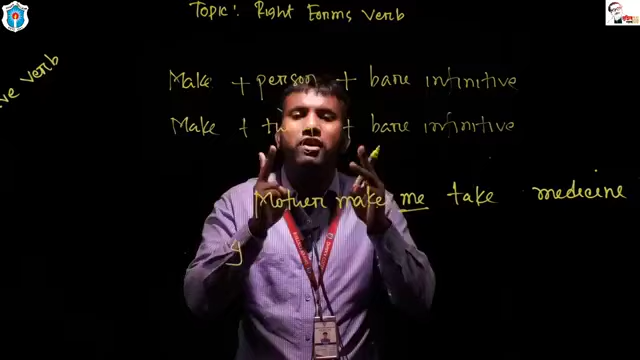 Topic: Right Forms Verb
ve verb
Make + person + bare infinitive
Make + + bare infinitive
Mother make me take medicine